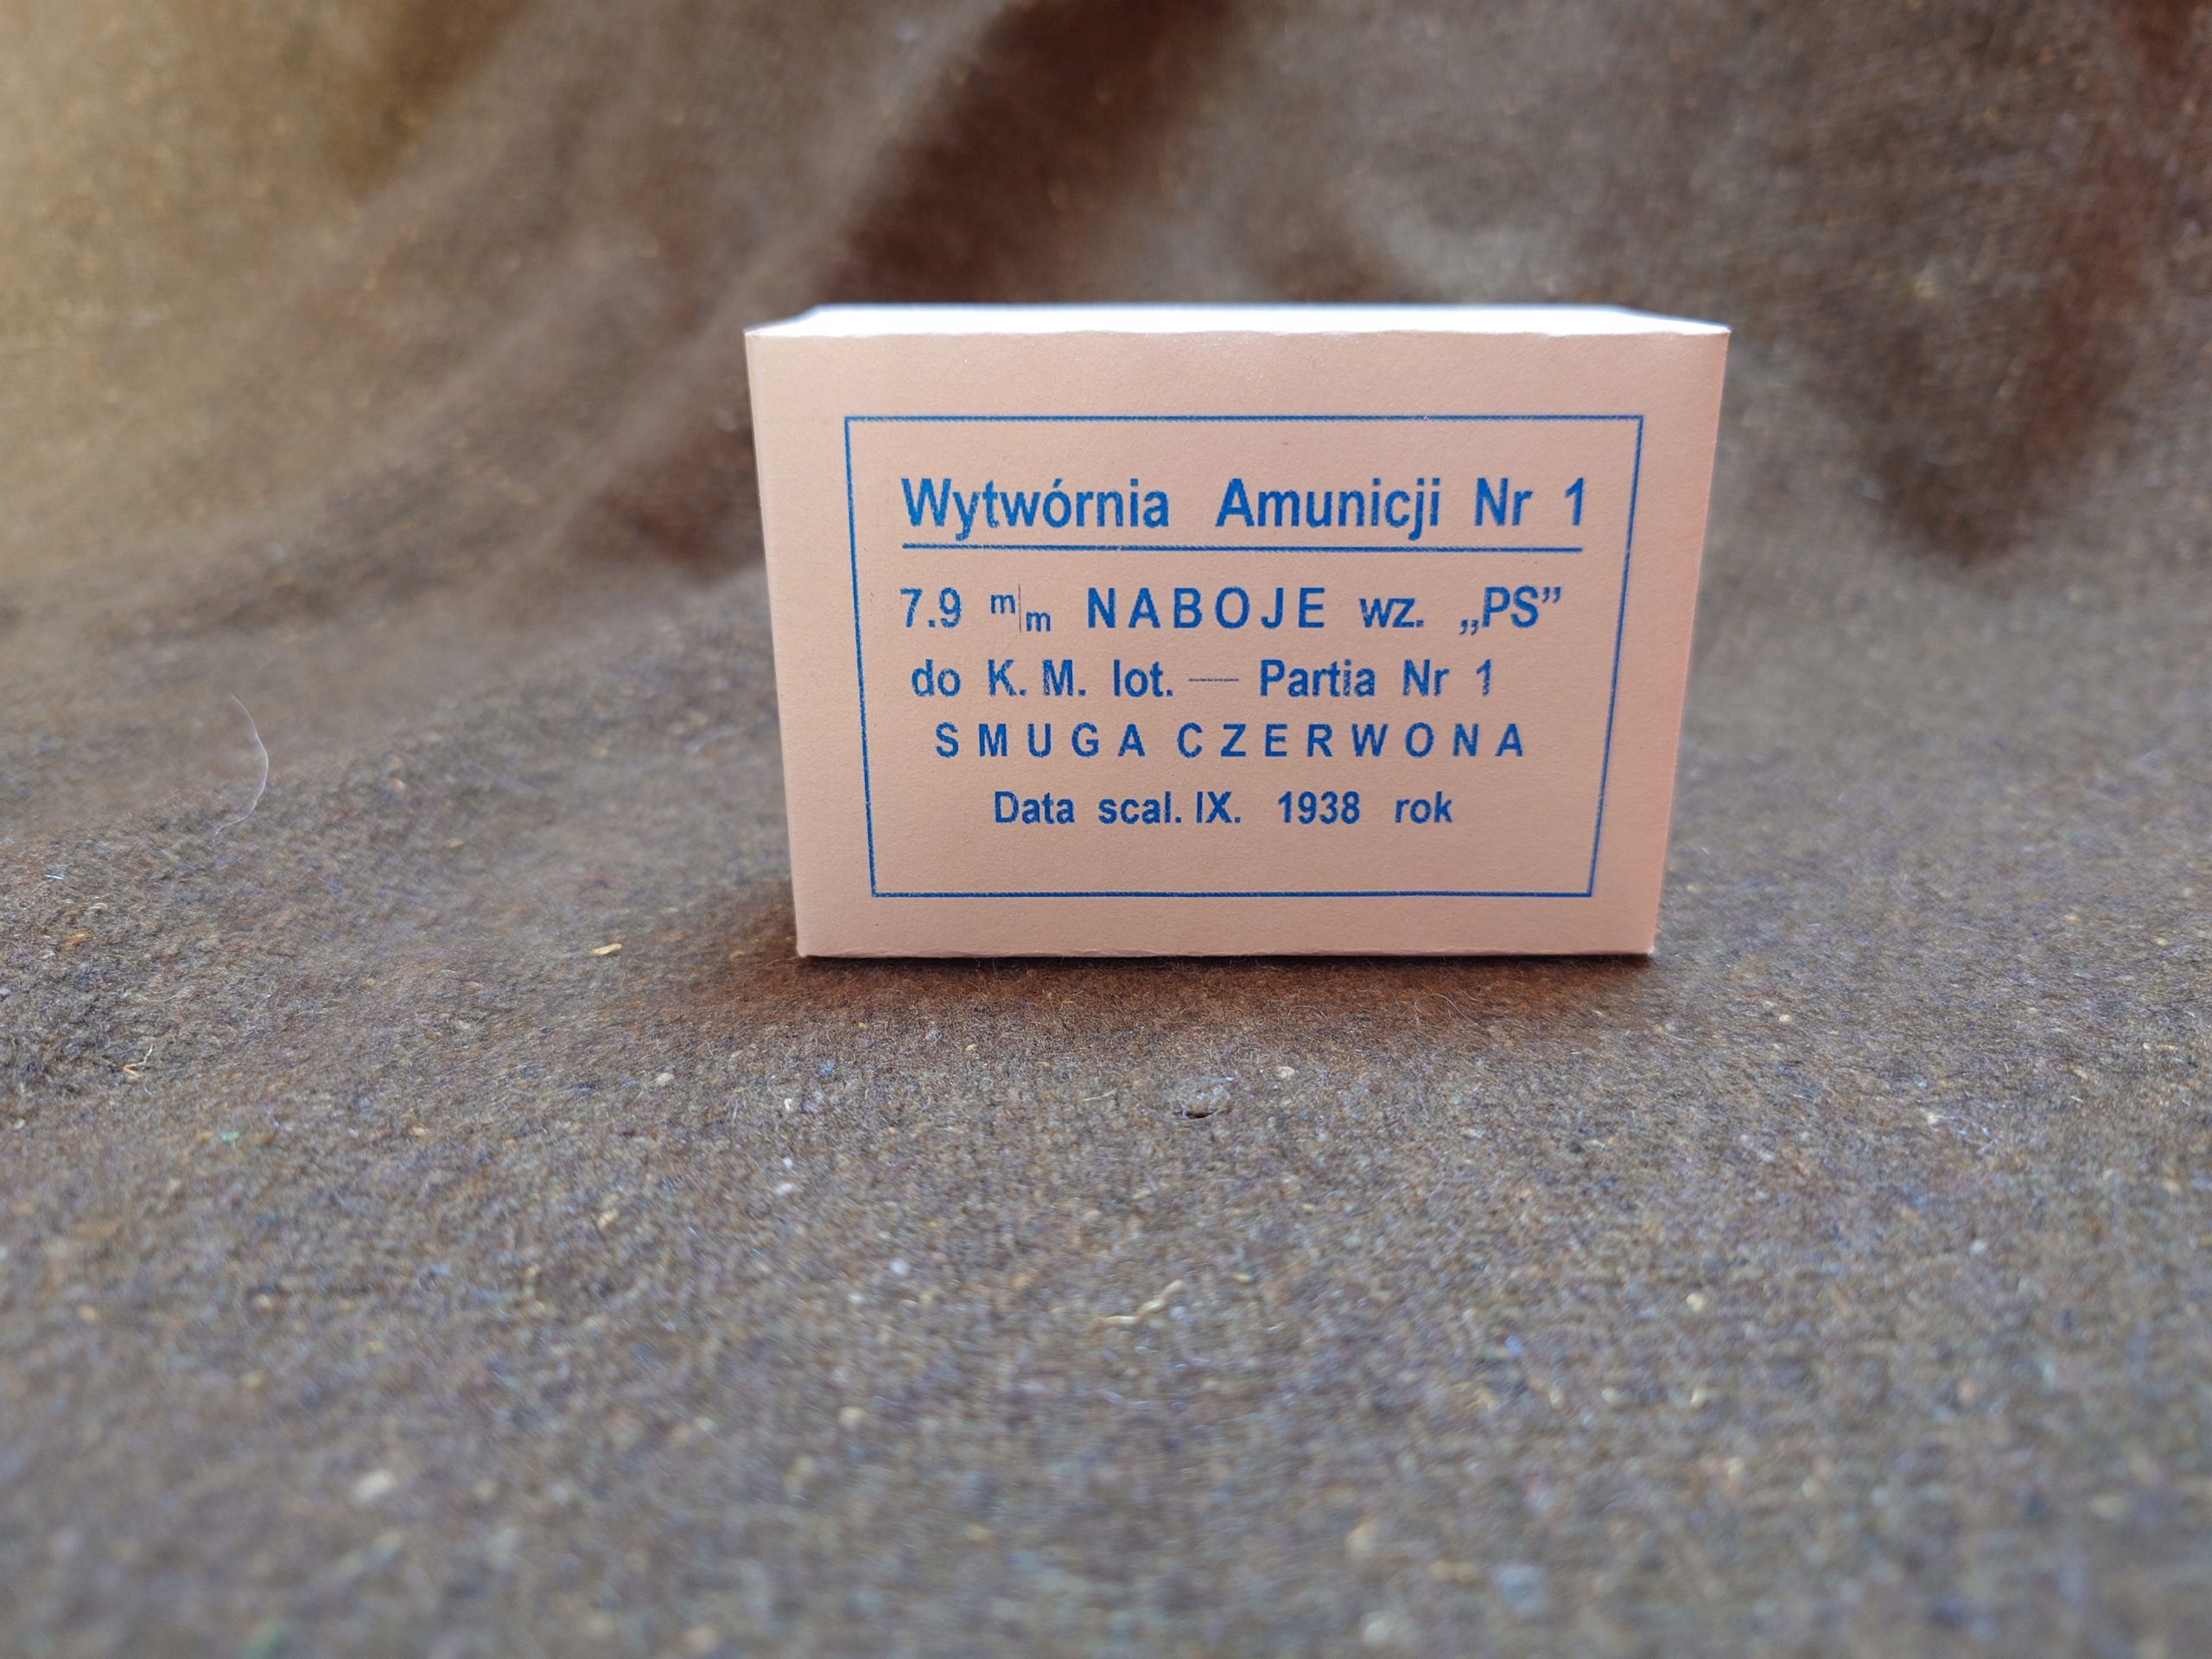 Wytwórnia Amunicji Nr 1
7.9 m|m NABOJE wz. „PS”
do K. M. lot. — Partia Nr 1
SMUGA CZERWONA
Data scal. IX. 1938 rok